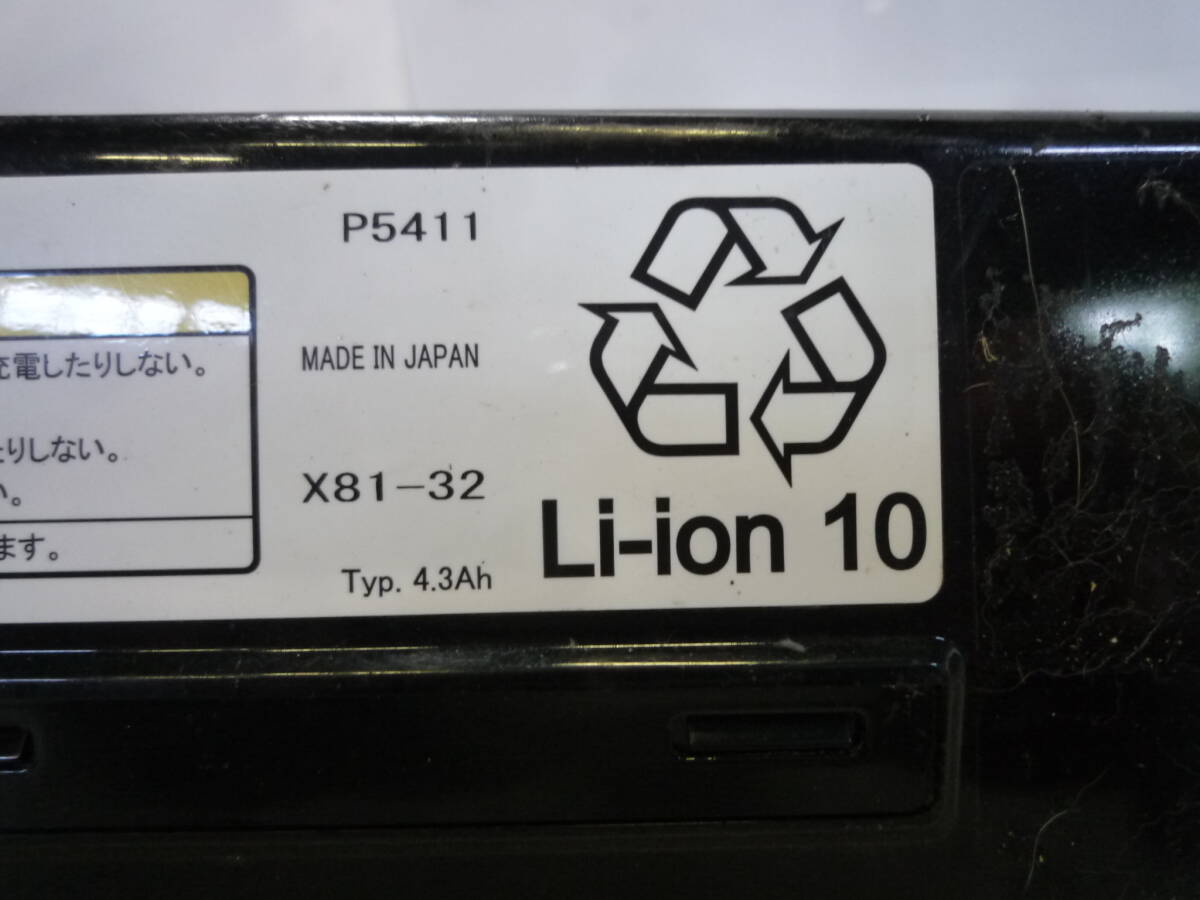 P5411
充電したりしない。
MADE IN JAPAN
たりしない。
い。
X81-32
ます。
Typ. 4.3Ah
Li-ion 10